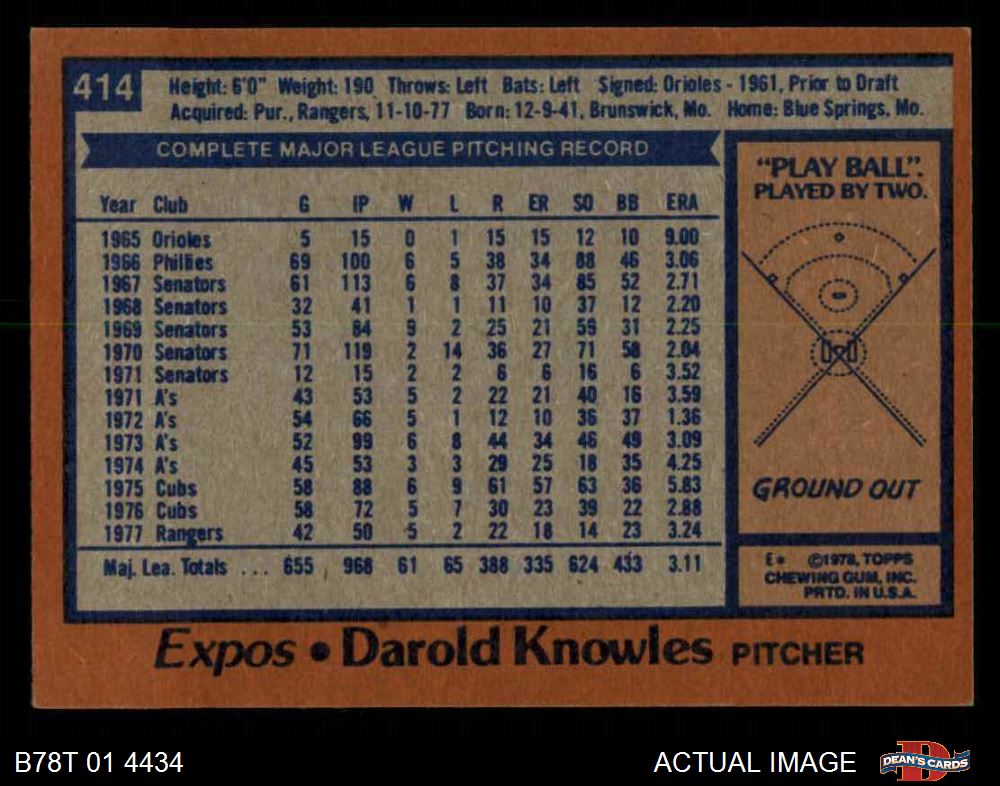 414
Height: 6'0" Weight: 190 Throws: Left Bats: Left Signed: Orioles - 1961, Prior to Draft
Acquired: Pur., Rangers, 11-10-77 Born: 12-9-41, Brunswick, Mo. Home: Blue Springs, Mo.
COMPLETE MAJOR LEAGUE PITCHING RECORD
Year Club G IP W L R ER SO BB ERA
1965 Orioles 5 15 0 1 15 15 12 10 9.00
1966 Phillies 69 100 6 5 38 34 88 46 3.06
1967 Senators 61 113 6 8 37 34 85 52 2.71
1968 Senators 32 41 1 1 11 10 37 12 2.20
1969 Senators 53 84 9 2 25 21 59 31 2.25
1970 Senators 71 119 2 14 36 27 71 58 2.04
1971 Senators 12 15 2 2 6 6 16 6 3.52
1971 A's 43 53 5 2 22 21 40 16 3.59
1972 A's 54 66 5 1 12 10 36 37 1.36
1973 A's 52 99 6 8 44 34 46 49 3.09
1974 A's 45 53 3 3 29 25 18 35 4.25
1975 Cubs 58 88 6 9 61 57 63 36 5.83
1976 Cubs 58 72 5 7 30 23 39 22 2.88
1977 Rangers 42 50 5 2 22 18 14 23 3.24
Maj. Lea. Totals ... 655 968 61 65 388 335 624 433 3.11
"PLAY BALL".
PLAYED BY TWO.
GROUND OUT
E* ©1978, TOPPS
CHEWING GUM, INC.
PRTD. IN U.S.A.
Expos • Darold Knowles PITCHER
B78T 01 4434
ACTUAL IMAGE
D
DEAN'S CARDS